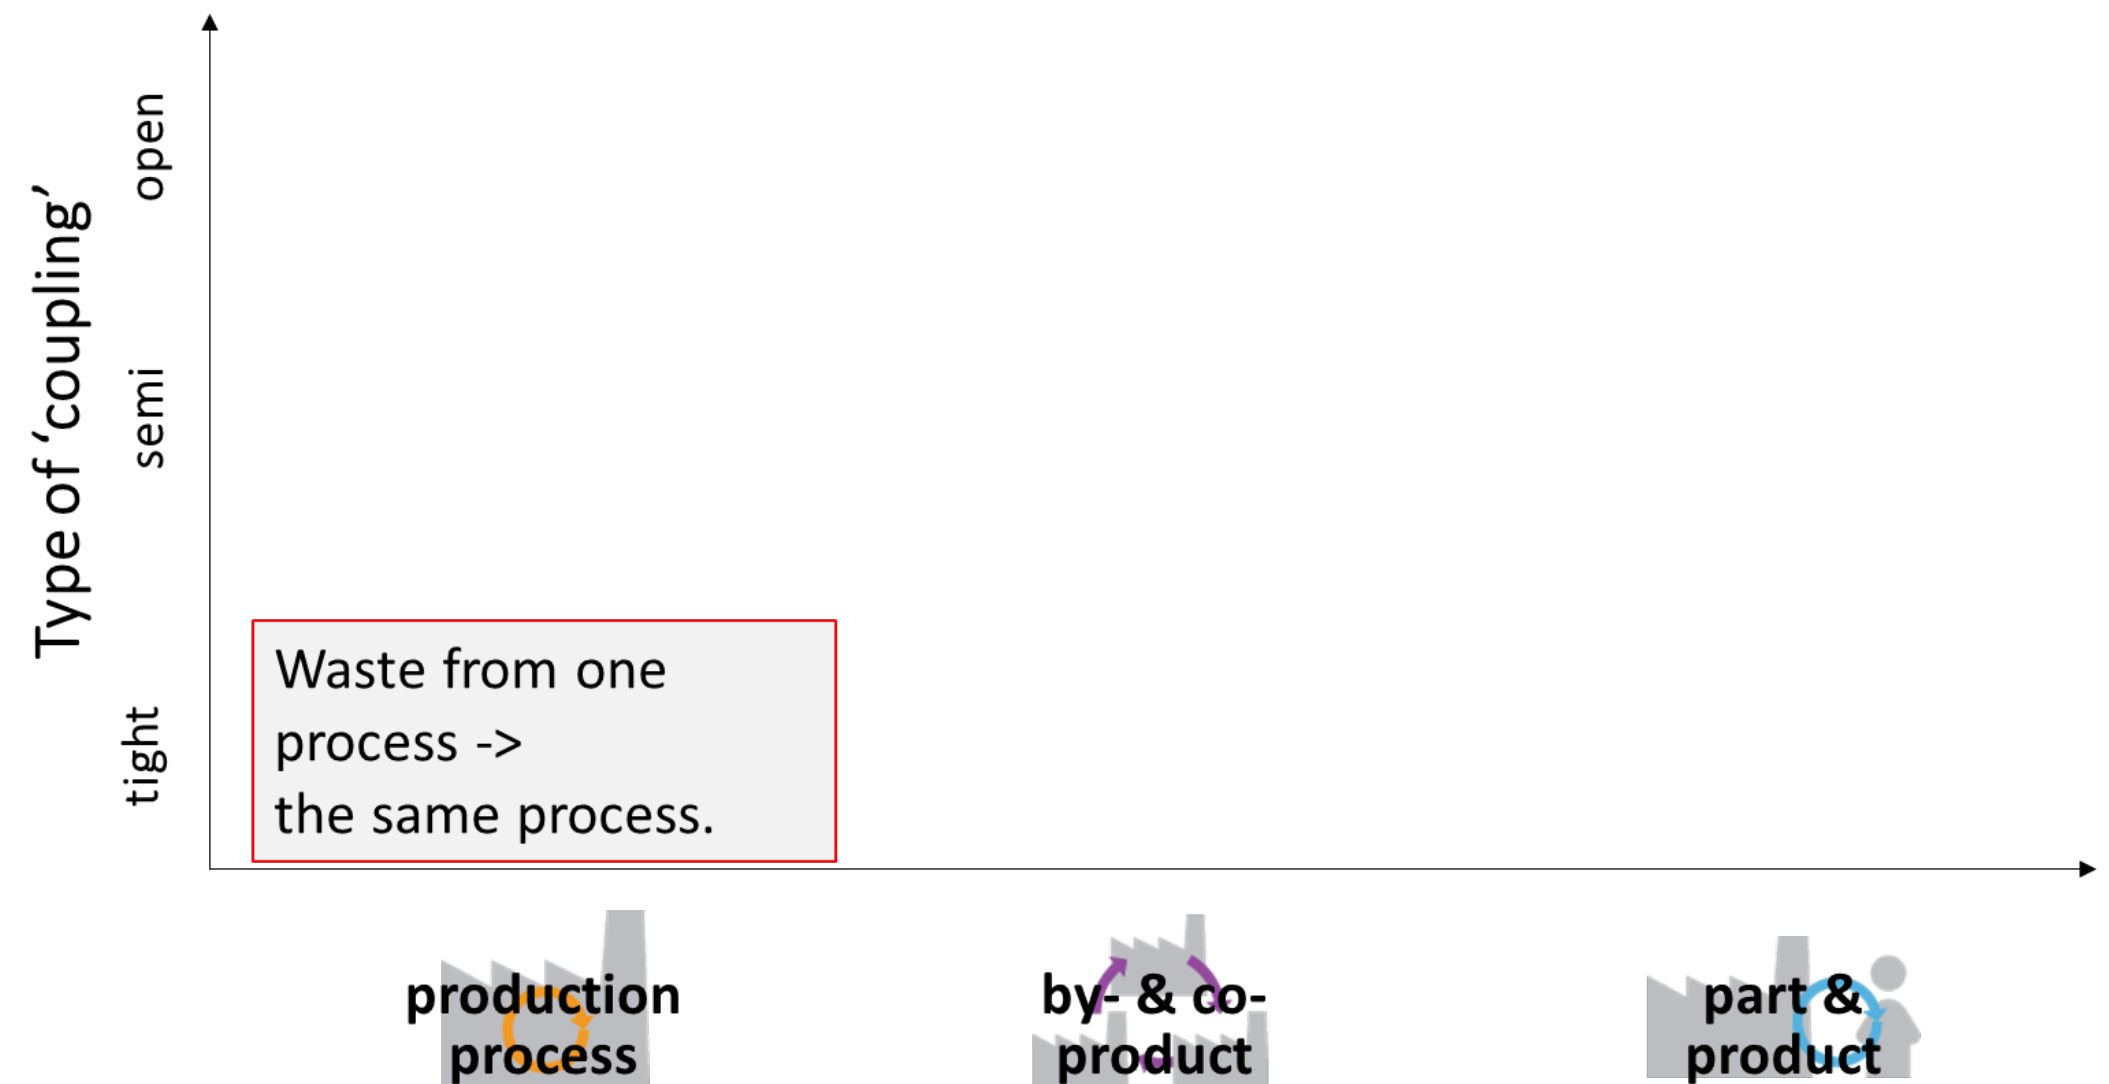 Type of ‘coupling’
open
semi
tight
Waste from one
process ->
the same process.
production
process
by- & co-
product
part &
product